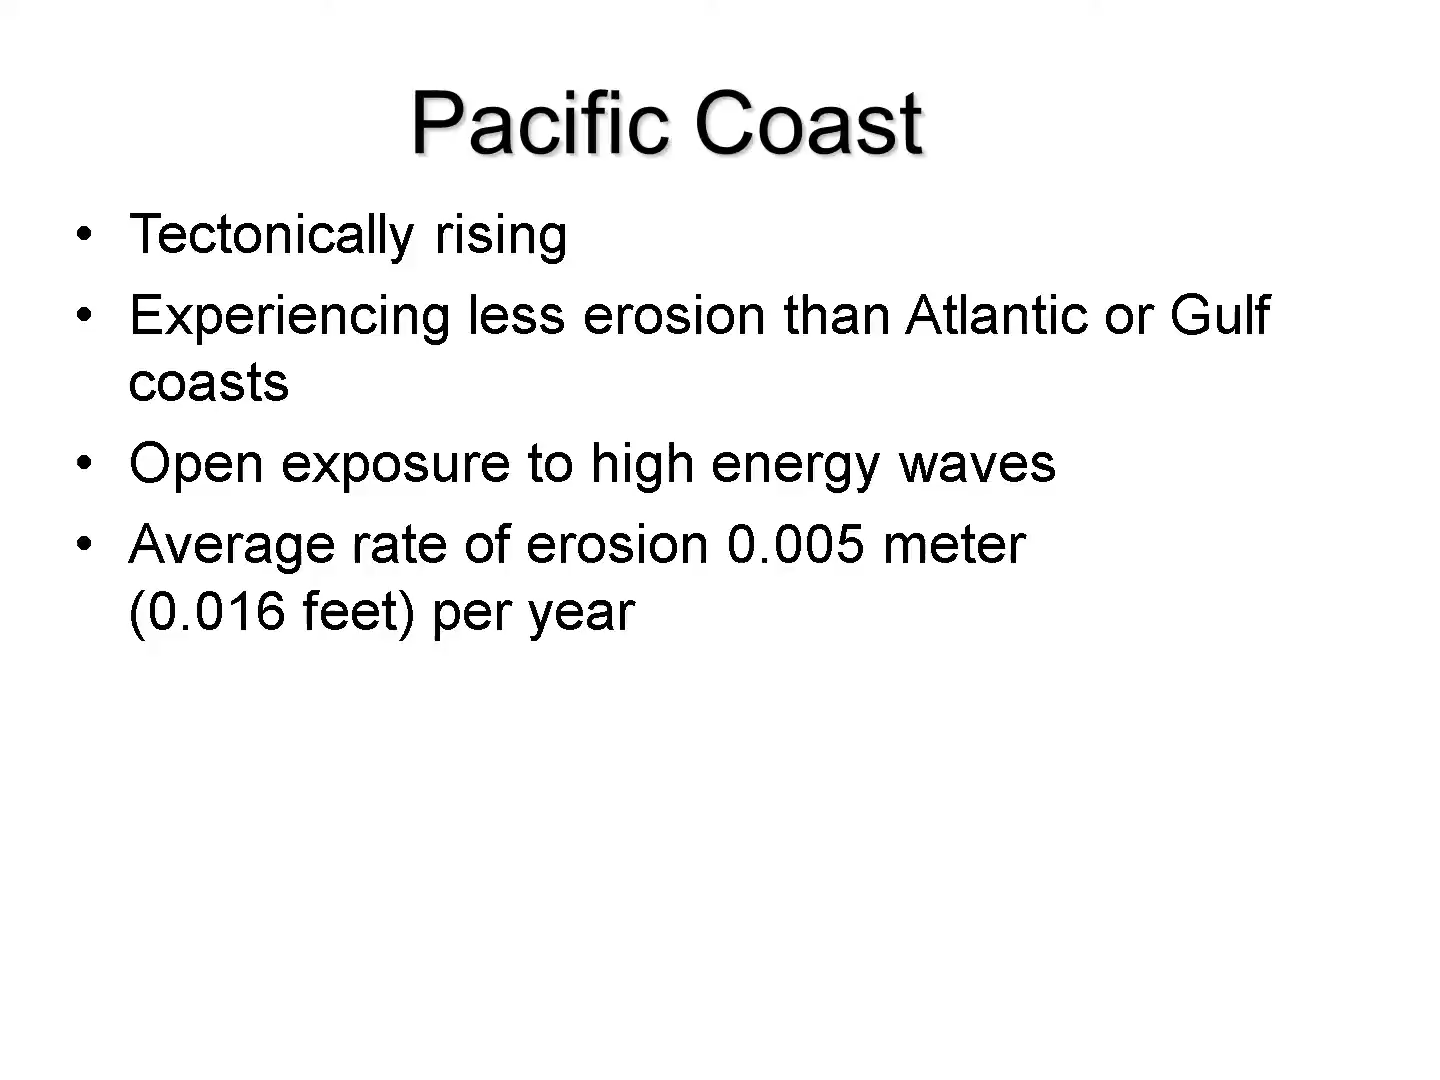 Pacific Coast
• Tectonically rising
• Experiencing less erosion than Atlantic or Gulf
coasts
• Open exposure to high energy waves
• Average rate of erosion 0.005 meter
(0.016 feet) per year